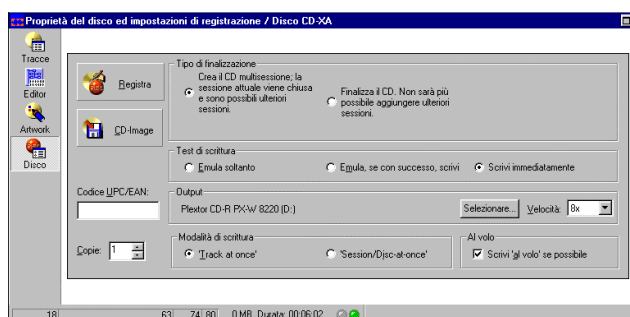 Proprietà del disco ed impostazioni di registrazione / Disco CD-XA
Tracce
Editor
Artwork
Disco
Registra
CD-Image
Codice UPC/EAN:
Copie: 1
Tipo di finalizzazione
Crea il CD multisessione; la
sessione attuale viene chiusa
e sono possibili ulteriori
sessioni.
Finalizza il CD. Non sarà più
possibile aggiungere ulteriori
sessioni.
Test di scrittura
Emula soltanto
Emula, se con successo, scrivi
Scrivi immediatamente
Output
Plextor CD-R PX-W 8220 (D:)
Selezionare...
Velocità: 8x
Modalità di scrittura
'Track at once'
'Session/Disc-at-once'
Al volo
Scrivi 'al volo' se possibile
18 63 74 80 0 MB Durata: 00:06:02